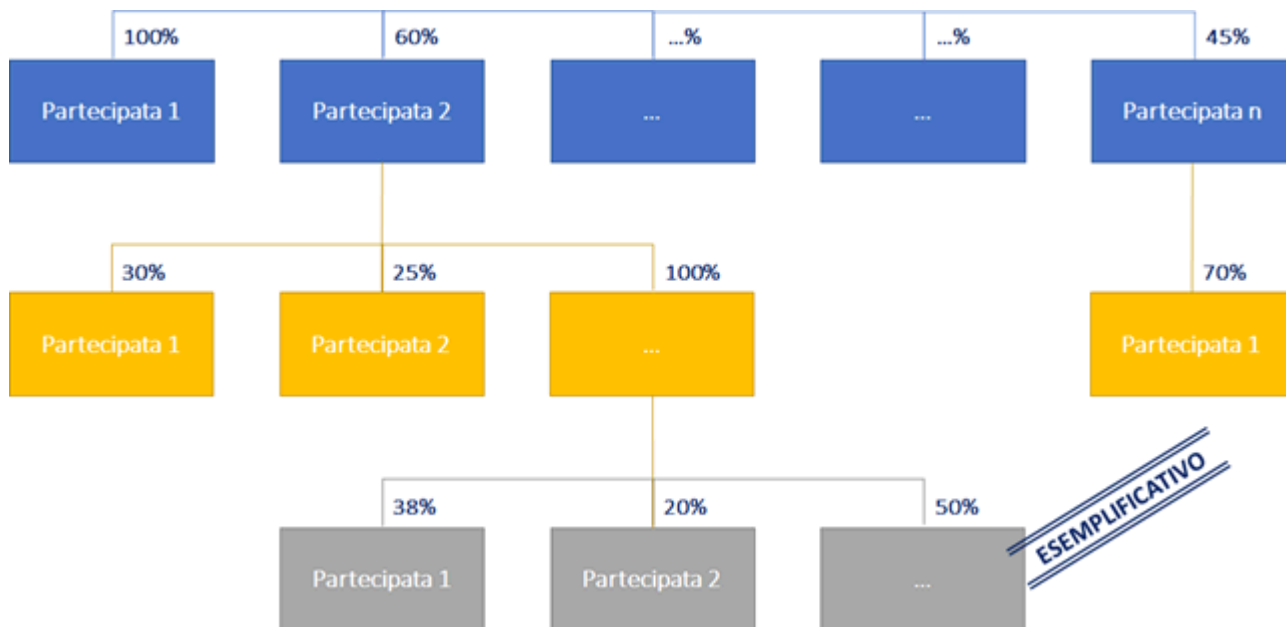 100%
60%
...%
...%
45%
Partecipata 1
Partecipata 2
...
...
Partecipata n
30%
25%
100%
70%
Partecipata 1
Partecipata 2
...
Partecipata 1
38%
20%
50%
ESEMPLIFICATIVO
Partecipata 1
Partecipata 2
...